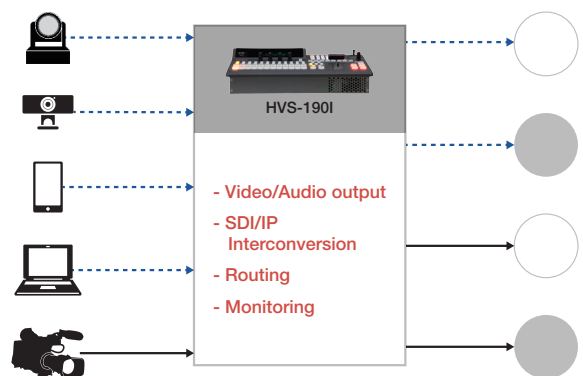 HVS-190I
- Video/Audio output
- SDI/IP
Interconversion
- Routing
- Monitoring